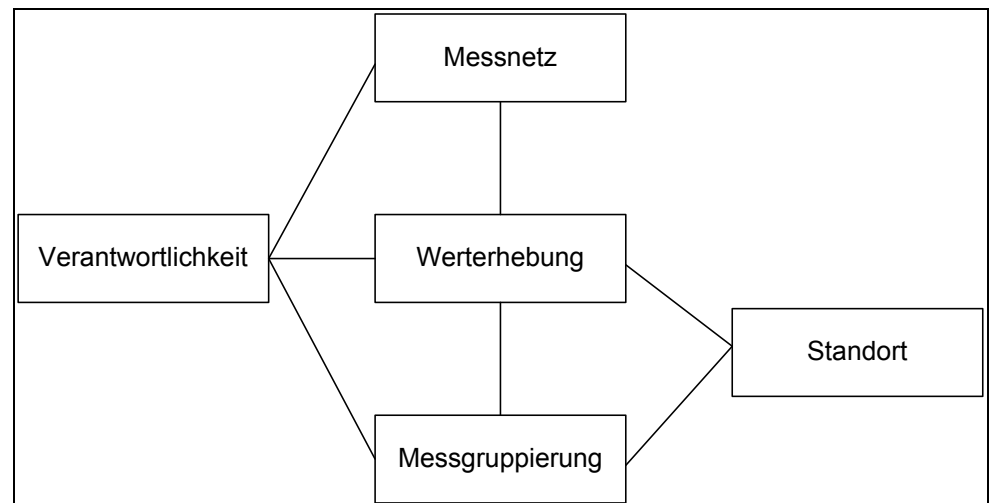 Messnetz
Verantwortlichkeit
Werterhebung
Standort
Messgruppierung